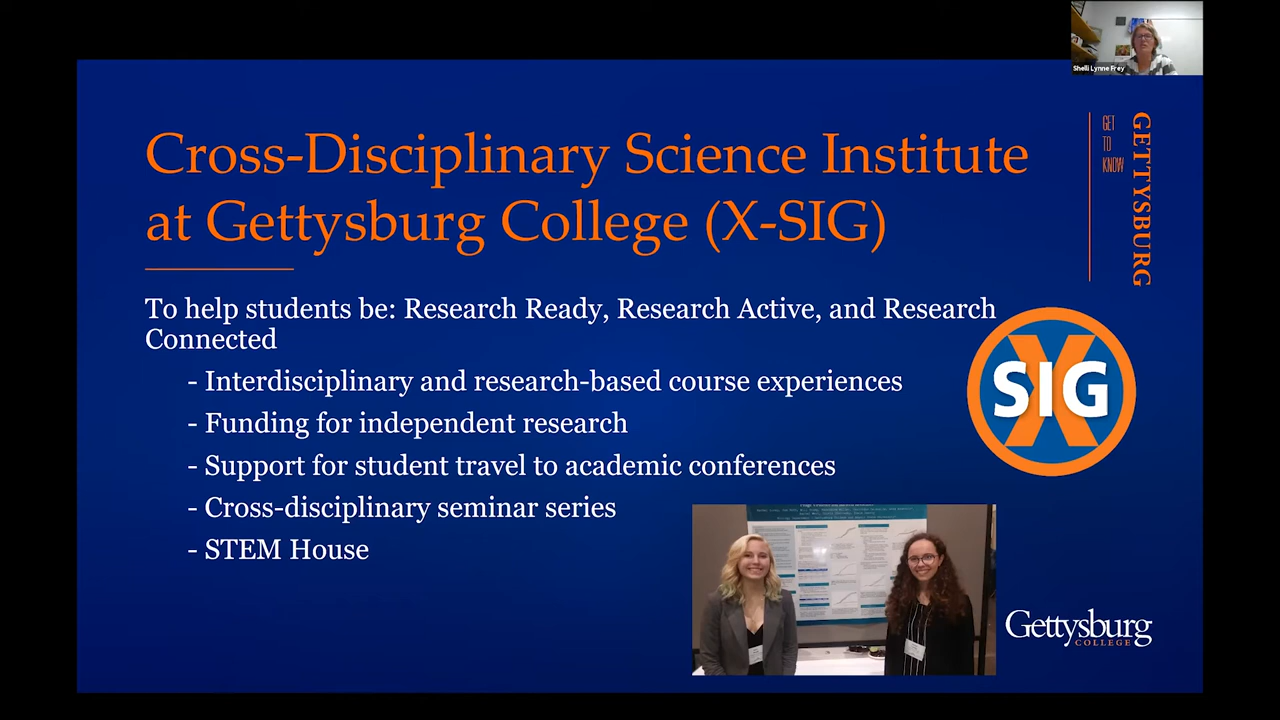 Shelli Lynne Frey
Cross-Disciplinary Science Institute
at Gettysburg College (X-SIG)
GET
TO
KNOW
GETTYSBURG
To help students be: Research Ready, Research Active, and Research
Connected
- Interdisciplinary and research-based course experiences
- Funding for independent research
- Support for student travel to academic conferences
- Cross-disciplinary seminar series
- STEM House
X
SIG
Gettysburg
COLLEGE